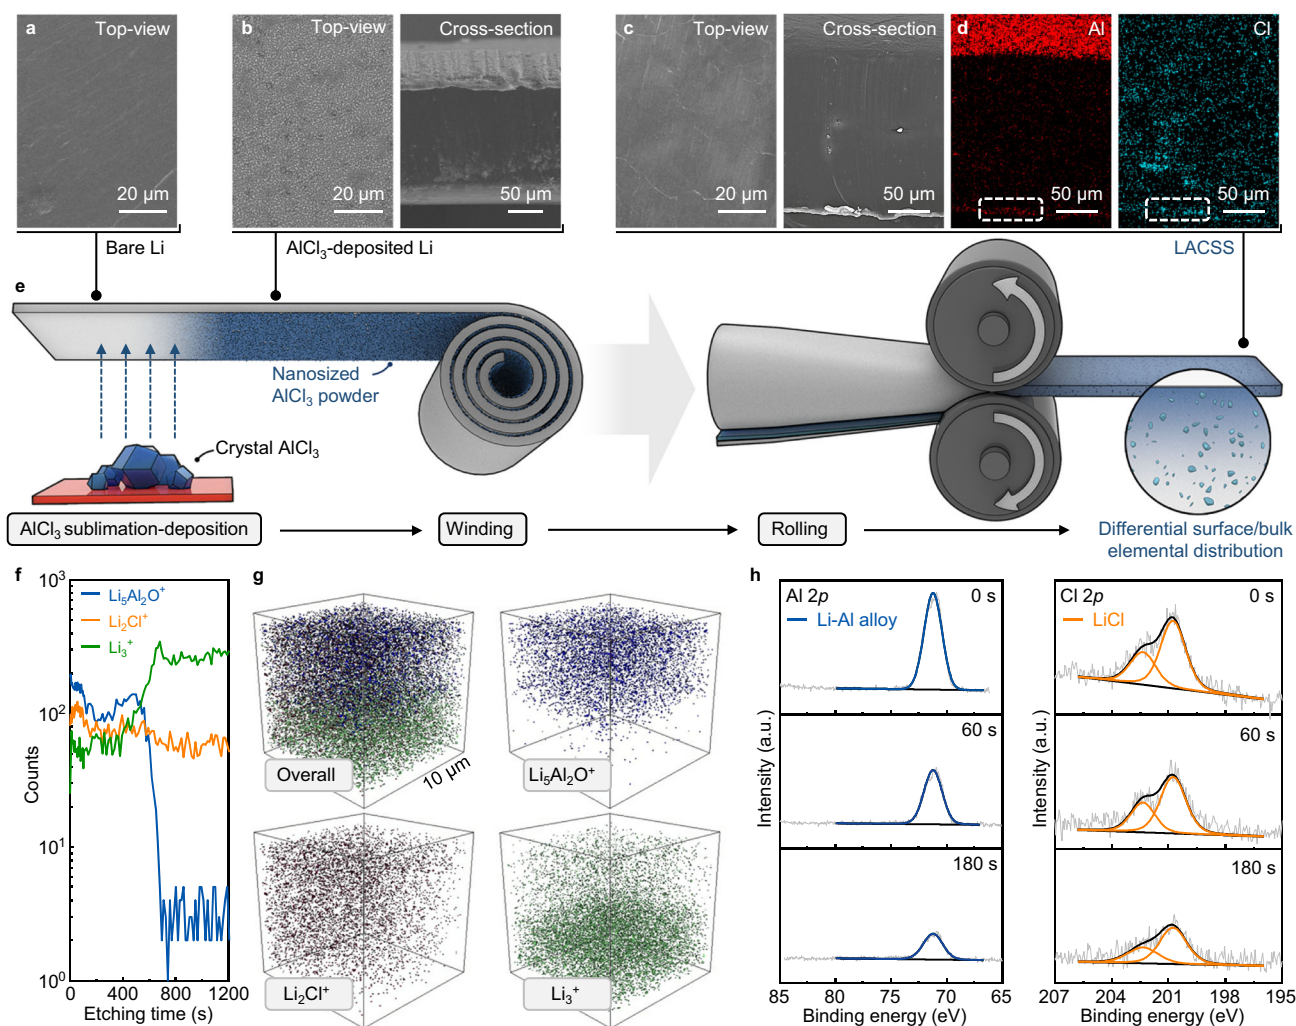 a
Top-view
20 µm
b
Top-view
20 µm
Cross-section
50 µm
c
Top-view
20 µm
Cross-section
50 µm
d
Al
50 µm
Cl
50 µm
Bare Li
AlCl₃-deposited Li
LACSS
e
Nanosized
AlCl₃ powder
Crystal AlCl₃
AlCl₃ sublimation-deposition
Winding
Rolling
Differential surface/bulk
elemental distribution
f
10³
10²
10¹
10⁰
Counts
Li₅Al₂O⁺
Li₂Cl⁺
Li₃⁺
0 400 800 1200
Etching time (s)
g
Overall
10 µm
Li₅Al₂O⁺
Li₂Cl⁺
Li₃⁺
h
Al 2p
0 s
Li-Al alloy
60 s
180 s
Intensity (a.u.)
85 80 75 70 65
Binding energy (eV)
Cl 2p
0 s
LiCl
60 s
180 s
Intensity (a.u.)
207 204 201 198 195
Binding energy (eV)